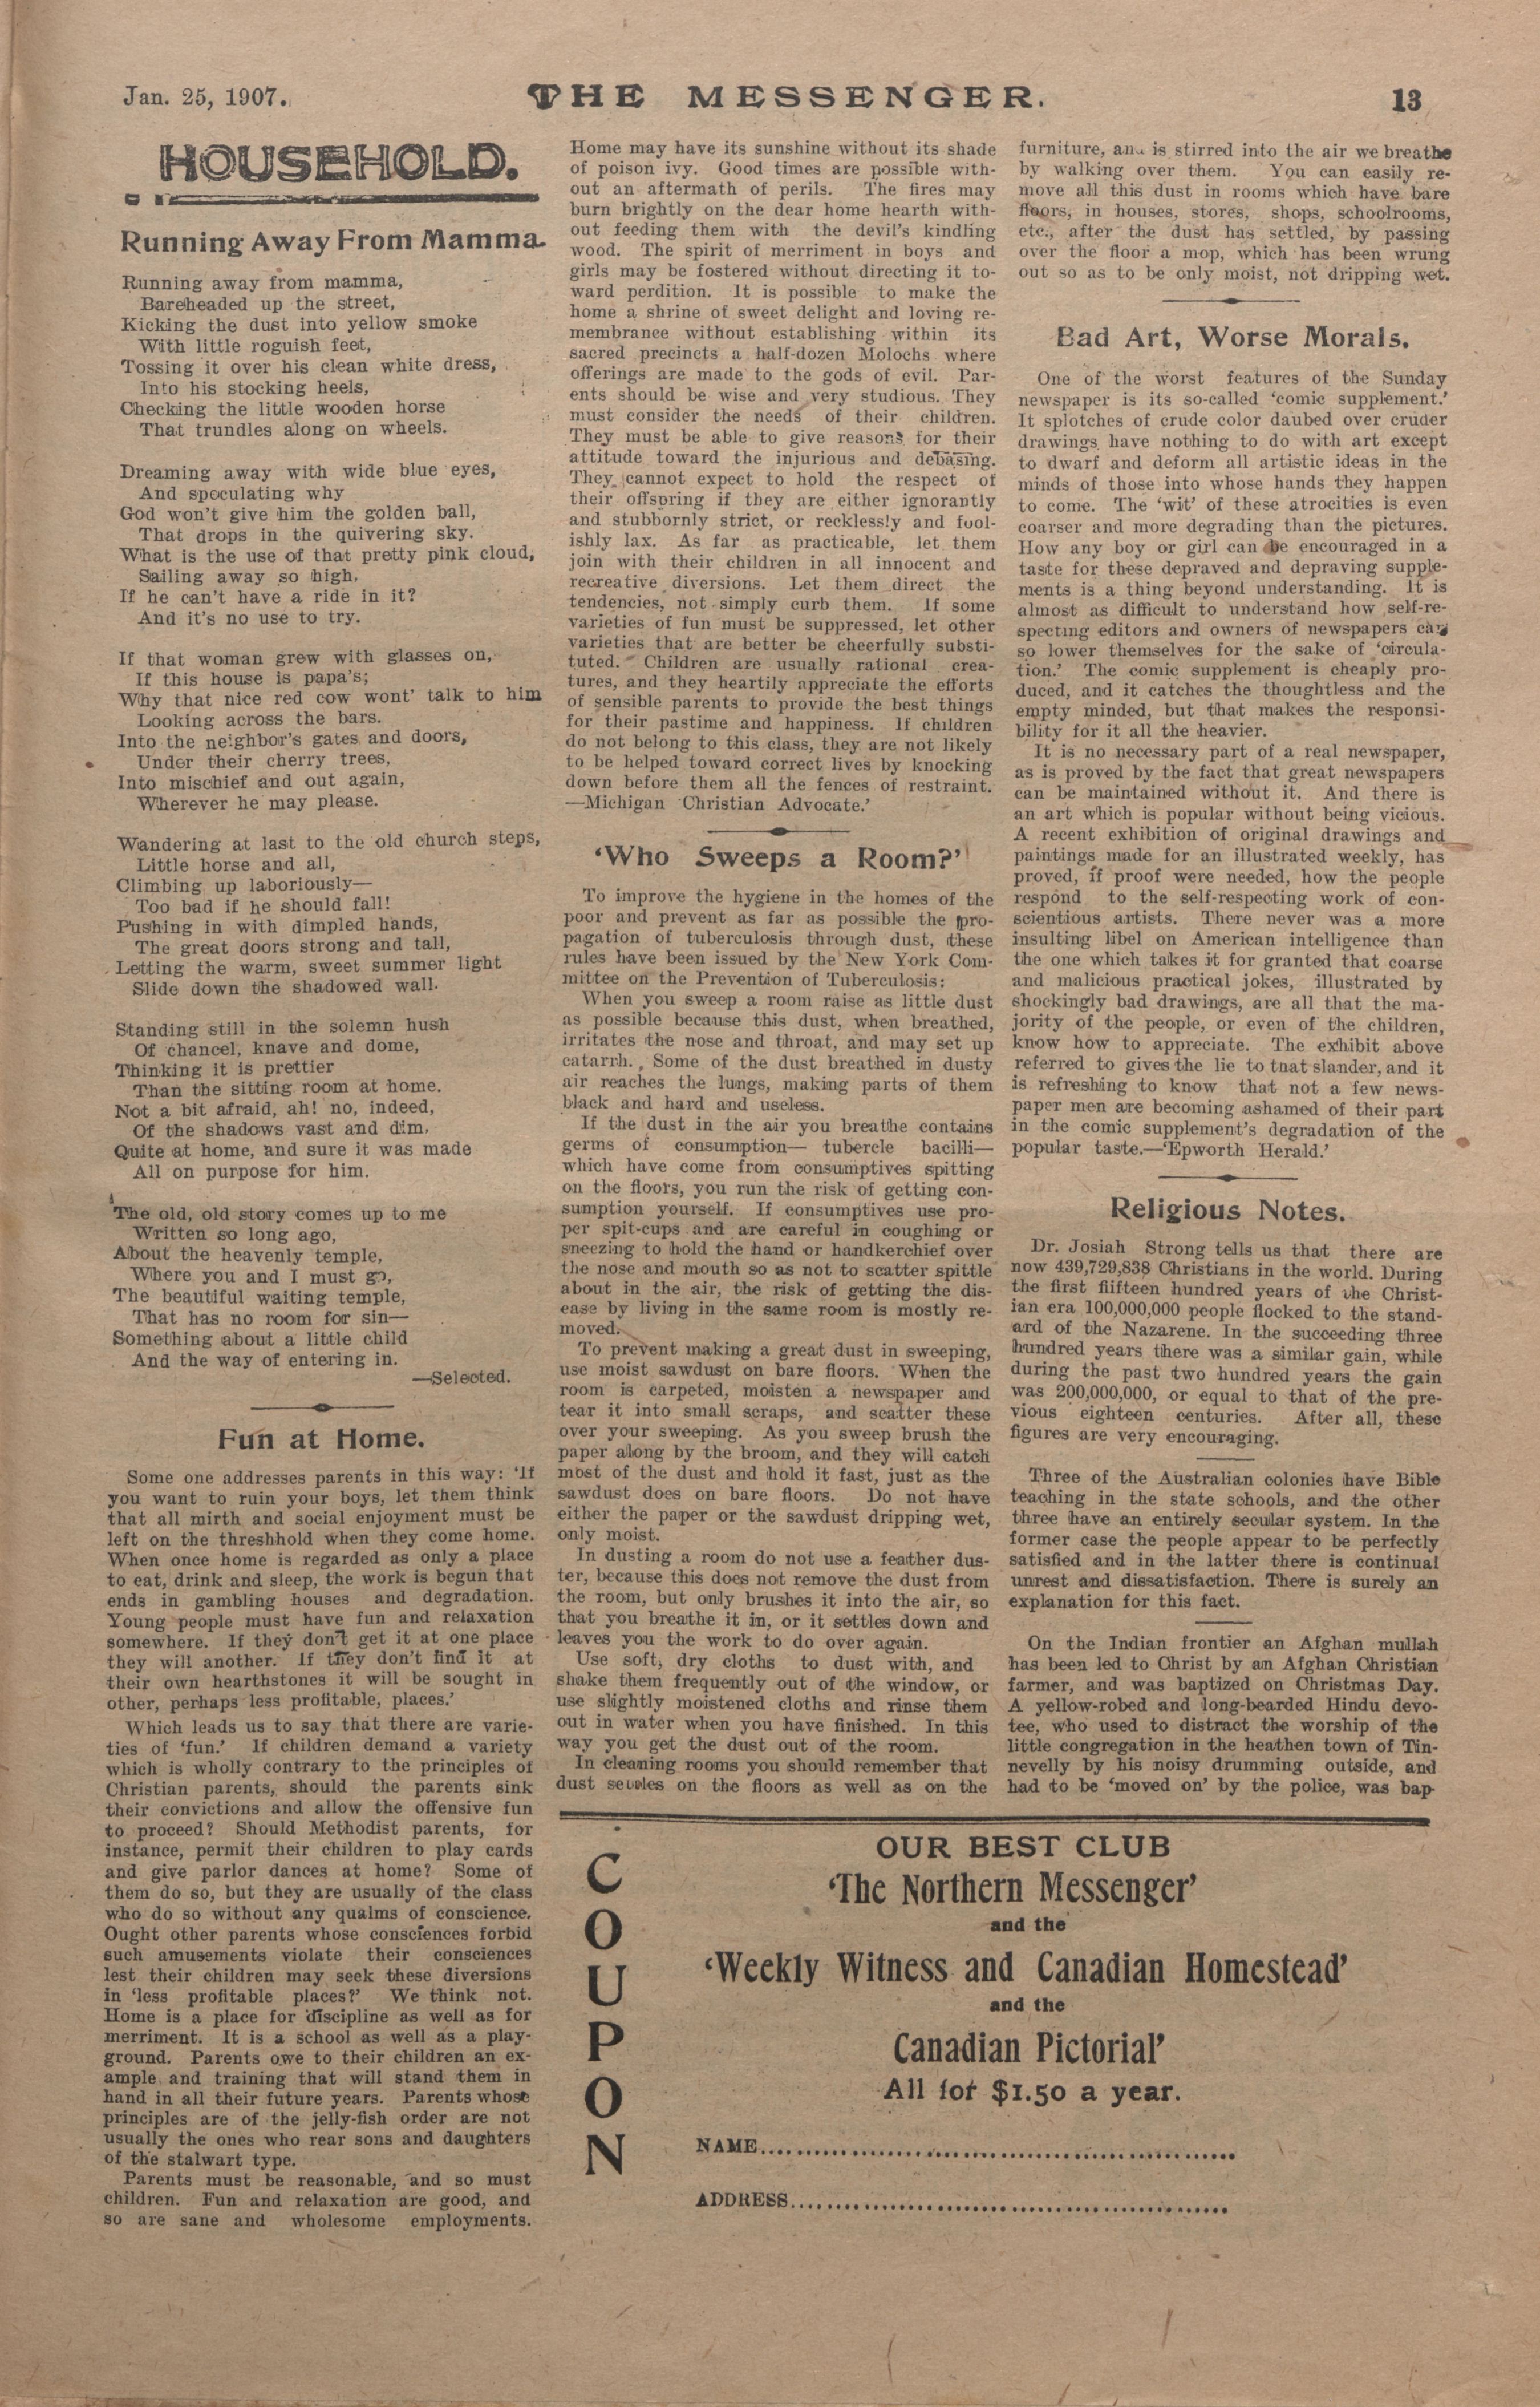 Jan. 25, 1907.
THE MESSENGER.
13
HOUSEHOLD.
Running Away From Mamma.
Running away from mamma,
Bareheaded up the street,
Kicking the dust into yellow smoke
With little roguish feet,
Tossing it over his clean white dress,
Into his stocking heels,
Checking the little wooden horse
That trundles along on wheels.
Dreaming away with wide blue eyes,
And speculating why
God won't give him the golden ball,
That drops in the quivering sky.
What is the use of that pretty pink cloud,
Sailing away so high,
If he can't have a ride in it?
And it's no use to try.
If that woman grew with glasses on,
If this house is papa's;
Why that nice red cow wont' talk to him
Looking across the bars.
Into the neighbor's gates and doors,
Under their cherry trees,
Into mischief and out again,
Wherever he may please.
Wandering at last to the old church steps,
Little horse and all,
Climbing up laboriously—
Too bad if he should fall!
Pushing in with dimpled hands,
The great doors strong and tall,
Letting the warm, sweet summer light
Slide down the shadowed wall.
Standing still in the solemn hush
Of chancel, knave and dome,
Thinking it is prettier
Than the sitting room at home.
Not a bit afraid, ah! no, indeed,
Of the shadows vast and dim,
Quite at home, and sure it was made
All on purpose for him.
The old, old story comes up to me
Written so long ago,
About the heavenly temple,
Where you and I must go,
The beautiful waiting temple,
That has no room for sin—
Something about a little child
And the way of entering in.
—Selected.
Fun at Home.
Some one addresses parents in this way: 'If
you want to ruin your boys, let them think
that all mirth and social enjoyment must be
left on the threshhold when they come home.
When once home is regarded as only a place
to eat, drink and sleep, the work is begun that
ends in gambling houses and degradation.
Young people must have fun and relaxation
somewhere. If they don't get it at one place
they will another. If they don't find it at
their own hearthstones it will be sought in
other, perhaps less profitable, places.'
Which leads us to say that there are varie-
ties of 'fun.' If children demand a variety
which is wholly contrary to the principles of
Christian parents, should the parents sink
their convictions and allow the offensive fun
to proceed? Should Methodist parents, for
instance, permit their children to play cards
and give parlor dances at home? Some of
them do so, but they are usually of the class
who do so without any qualms of conscience.
Ought other parents whose consciences forbid
such amusements violate their consciences
lest their children may seek these diversions
in 'less profitable places?' We think not.
Home is a place for discipline as well as for
merriment. It is a school as well as a play-
ground. Parents owe to their children an ex-
ample and training that will stand them in
hand in all their future years. Parents whose
principles are of the jelly-fish order are not
usually the ones who rear sons and daughters
of the stalwart type.
Parents must be reasonable, and so must
children. Fun and relaxation are good, and
so are sane and wholesome employments.
Home may have its sunshine without its shade
of poison ivy. Good times are possible with-
out an aftermath of perils. The fires may
burn brightly on the dear home hearth with-
out feeding them with the devil's kindling
wood. The spirit of merriment in boys and
girls may be fostered without directing it to-
ward perdition. It is possible to make the
home a shrine of sweet delight and loving re-
membrance without establishing within its
sacred precincts a half-dozen Molochs where
offerings are made to the gods of evil. Par-
ents should be wise and very studious. They
must consider the needs of their children.
They must be able to give reasons for their
attitude toward the injurious and debasing.
They cannot expect to hold the respect of
their offspring if they are either ignorantly
and stubbornly strict, or recklessly and fool-
ishly lax. As far as practicable, let them
join with their children in all innocent and
recreative diversions. Let them direct the
tendencies, not simply curb them. If some
varieties of fun must be suppressed, let other
varieties that are better be cheerfully substi-
tuted. Children are usually rational crea-
tures, and they heartily appreciate the efforts
of sensible parents to provide the best things
for their pastime and happiness. If children
do not belong to this class, they are not likely
to be helped toward correct lives by knocking
down before them all the fences of restraint.
—Michigan Christian Advocate.'
'Who Sweeps a Room?'
To improve the hygiene in the homes of the
poor and prevent as far as possible the pro-
pagation of tuberculosis through dust, these
rules have been issued by the New York Com-
mittee on the Prevention of Tuberculosis:
When you sweep a room raise as little dust
as possible because this dust, when breathed,
irritates the nose and throat, and may set up
catarrh. Some of the dust breathed in dusty
air reaches the lungs, making parts of them
black and hard and useless.
If the dust in the air you breathe contains
germs of consumption— tubercle bacilli—
which have come from consumptives spitting
on the floors, you run the risk of getting con-
sumption yourself. If consumptives use pro-
per spit-cups and are careful in coughing or
sneezing to hold the hand or handkerchief over
the nose and mouth so as not to scatter spittle
about in the air, the risk of getting the dis-
ease by living in the same room is mostly re-
moved.
To prevent making a great dust in sweeping,
use moist sawdust on bare floors. When the
room is carpeted, moisten a newspaper and
tear it into small scraps, and scatter these
over your sweeping. As you sweep brush the
paper along by the broom, and they will catch
most of the dust and hold it fast, just as the
sawdust does on bare floors. Do not have
either the paper or the sawdust dripping wet,
only moist.
In dusting a room do not use a feather dus-
ter, because this does not remove the dust from
the room, but only brushes it into the air, so
that you breathe it in, or it settles down and
leaves you the work to do over again.
Use soft, dry cloths to dust with, and
shake them frequently out of the window, or
use slightly moistened cloths and rinse them
out in water when you have finished. In this
way you get the dust out of the room.
In cleaning rooms you should remember that
dust settles on the floors as well as on the
furniture, and is stirred into the air we breathe
by walking over them. You can easily re-
move all this dust in rooms which have bare
floors, in houses, stores, shops, schoolrooms,
etc., after the dust has settled, by passing
over the floor a mop, which has been wrung
out so as to be only moist, not dripping wet.
Bad Art, Worse Morals.
One of the worst features of the Sunday
newspaper is its so-called 'comic supplement.'
It splotches of crude color daubed over cruder
drawings have nothing to do with art except
to dwarf and deform all artistic ideas in the
minds of those into whose hands they happen
to come. The 'wit' of these atrocities is even
coarser and more degrading than the pictures.
How any boy or girl can be encouraged in a
taste for these depraved and depraving supple-
ments is a thing beyond understanding. It is
almost as difficult to understand how self-re-
specting editors and owners of newspapers can
so lower themselves for the sake of 'circula-
tion.' The comic supplement is cheaply pro-
duced, and it catches the thoughtless and the
empty minded, but that makes the responsi-
bility for it all the heavier.
It is no necessary part of a real newspaper,
as is proved by the fact that great newspapers
can be maintained without it. And there is
an art which is popular without being vicious.
A recent exhibition of original drawings and
paintings made for an illustrated weekly, has
proved, if proof were needed, how the people
respond to the self-respecting work of con-
scientious artists. There never was a more
insulting libel on American intelligence than
the one which takes it for granted that coarse
and malicious practical jokes, illustrated by
shockingly bad drawings, are all that the ma-
jority of the people, or even of the children,
know how to appreciate. The exhibit above
referred to gives the lie to that slander, and it
is refreshing to know that not a few news-
paper men are becoming ashamed of their part
in the comic supplement's degradation of the
popular taste.—'Epworth Herald.'
Religious Notes.
Dr. Josiah Strong tells us that there are
now 439,729,838 Christians in the world. During
the first fiifteen hundred years of the Christ-
ian era 100,000,000 people flocked to the stand-
ard of the Nazarene. In the succeeding three
hundred years there was a similar gain, while
during the past two hundred years the gain
was 200,000,000, or equal to that of the pre-
vious eighteen centuries. After all, these
figures are very encouraging.
Three of the Australian colonies have Bible
teaching in the state schools, and the other
three have an entirely secular system. In the
former case the people appear to be perfectly
satisfied and in the latter there is continual
unrest and dissatisfaction. There is surely an
explanation for this fact.
On the Indian frontier an Afghan mullah
has been led to Christ by an Afghan Christian
farmer, and was baptized on Christmas Day.
A yellow-robed and long-bearded Hindu devo-
tee, who used to distract the worship of the
little congregation in the heathen town of Tin-
nevelly by his noisy drumming outside, and
had to be 'moved on' by the police, was bap-
COUPON
OUR BEST CLUB
'The Northern Messenger'
and the
'Weekly Witness and Canadian Homestead'
and the
Canadian Pictorial'
All for $1.50 a year.
NAME
ADDRESS